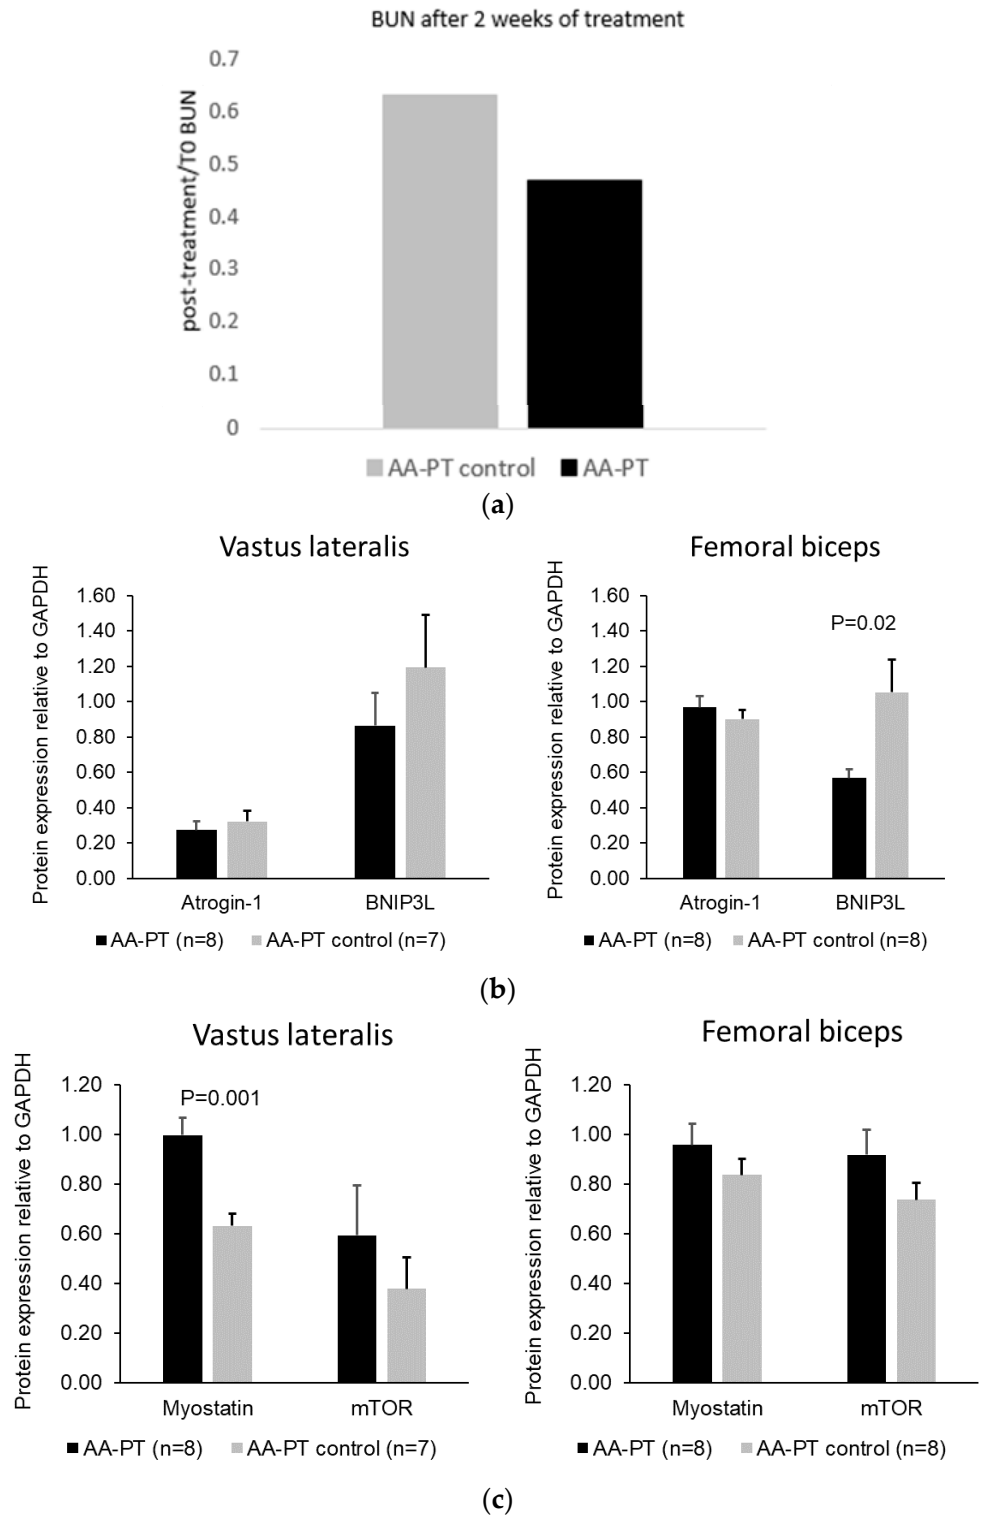 BUN after 2 weeks of treatment
post-treatment/T0 BUN
0.7
0.6
0.5
0.4
0.3
0.2
0.1
0
AA-PT control AA-PT
(a)
Vastus lateralis
Protein expression relative to GAPDH
1.60
1.40
1.20
1.00
0.80
0.60
0.40
0.20
0.00
Atrogin-1 BNIP3L
AA-PT (n=8) AA-PT control (n=7)
Femoral biceps
Protein expression relative to GAPDH
1.60
1.40
1.20
1.00
0.80
0.60
0.40
0.20
0.00
P=0.02
Atrogin-1 BNIP3L
AA-PT (n=8) AA-PT control (n=8)
(b)
Vastus lateralis
Protein expression relative to GAPDH
1.20
1.00
0.80
0.60
0.40
0.20
0.00
P=0.001
Myostatin mTOR
AA-PT (n=8) AA-PT control (n=7)
Femoral biceps
Protein expression relative to GAPDH
1.20
1.00
0.80
0.60
0.40
0.20
0.00
Myostatin mTOR
AA-PT (n=8) AA-PT control (n=8)
(c)